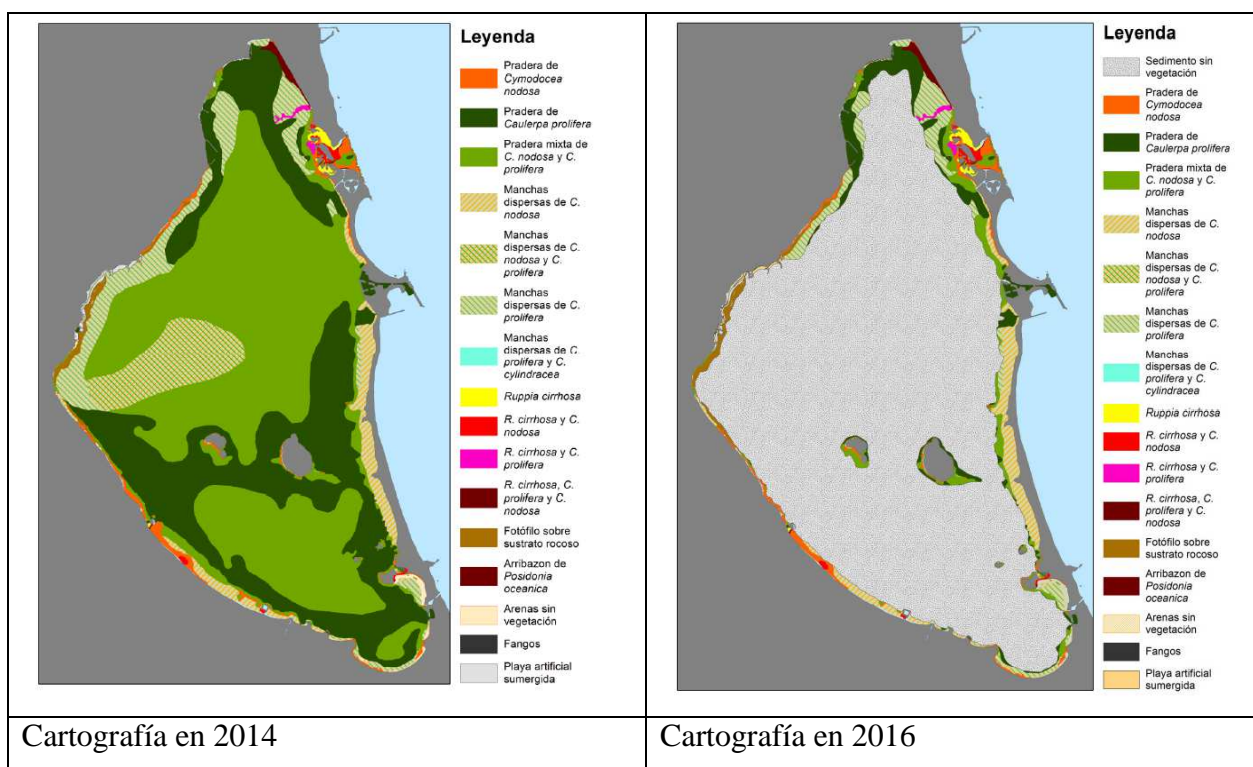 Leyenda
Pradera de
Cymodocea
nodosa
Pradera de
Caulerpa prolifera
Pradera mixta de
C. nodosa y C.
prolifera
Manchas
dispersas de C.
nodosa
Manchas
dispersas de C.
nodosa y C.
prolifera
Manchas
dispersas de C.
prolifera
Manchas
dispersas de C.
prolifera y C.
cylindracea
Ruppia cirrhosa
R. cirrhosa y C.
nodosa
R. cirrhosa y C.
prolifera
R. cirrhosa, C.
prolifera y C.
nodosa
Fotófilo sobre
sustrato rocoso
Arribazon de
Posidonia
oceanica
Arenas sin
vegetación
Fangos
Playa artificial
sumergida
Cartografía en 2014
Leyenda
Sedimento sin
vegetación
Pradera de
Cymodocea
nodosa
Pradera de
Caulerpa prolifera
Pradera mixta de
C. nodosa y C.
prolifera
Manchas
dispersas de C.
nodosa
Manchas
dispersas de C.
nodosa y C.
prolifera
Manchas
dispersas de C.
prolifera
Manchas
dispersas de C.
prolifera y C.
cylindracea
Ruppia cirrhosa
R. cirrhosa y C.
nodosa
R. cirrhosa y C.
prolifera
R. cirrhosa, C.
prolifera y C.
nodosa
Fotófilo sobre
sustrato rocoso
Arribazon de
Posidonia
oceanica
Arenas sin
vegetación
Fangos
Playa artificial
sumergida
Cartografía en 2016